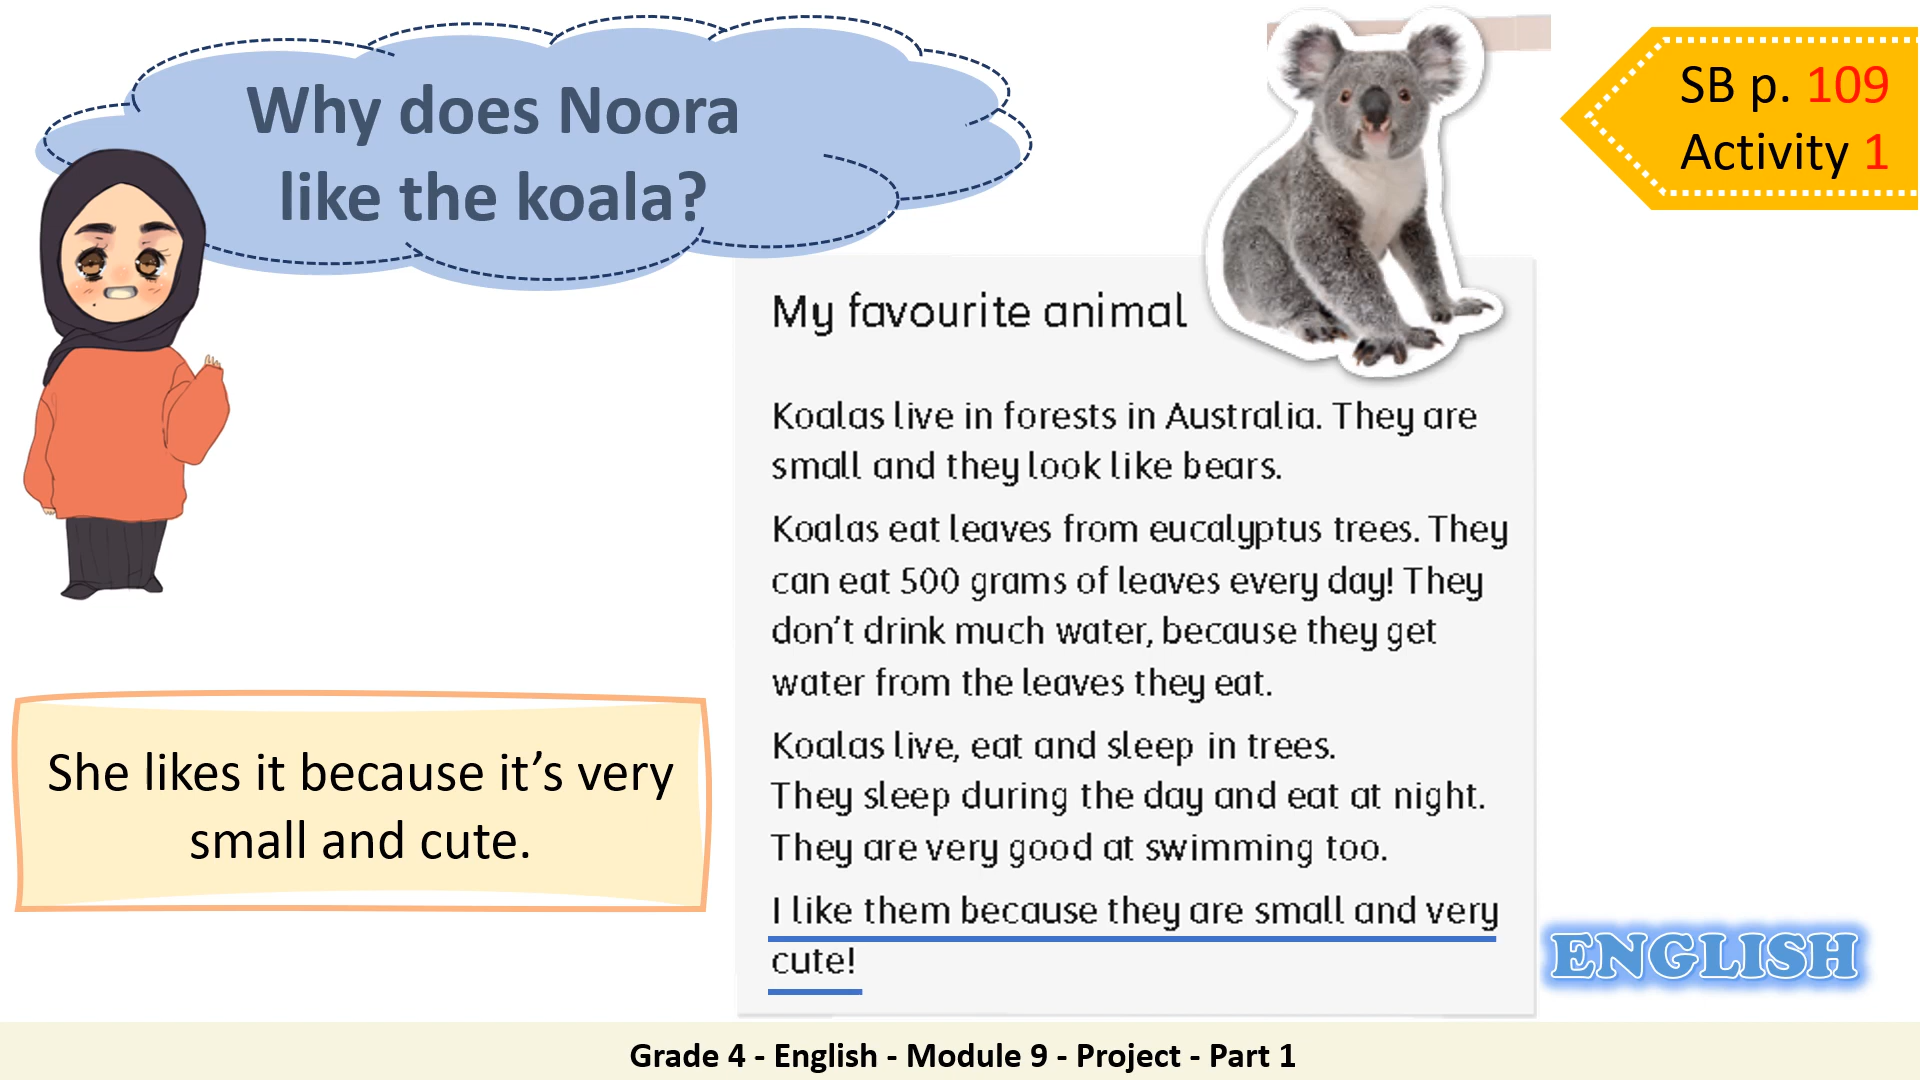 Why does Noora
like the koala?
SB p. 109
Activity 1
My favourite animal
Koalas live in forests in Australia. They are
small and they look like bears.
Koalas eat leaves from eucalyptus trees. They
can eat 500 grams of leaves every day! They
don't drink much water, because they get
water from the leaves they eat.
Koalas live, eat and sleep in trees.
They sleep during the day and eat at night.
They are very good at swimming too.
I like them because they are small and very
cute!
She likes it because it's very
small and cute.
ENGLISH
Grade 4 - English - Module 9 - Project - Part 1